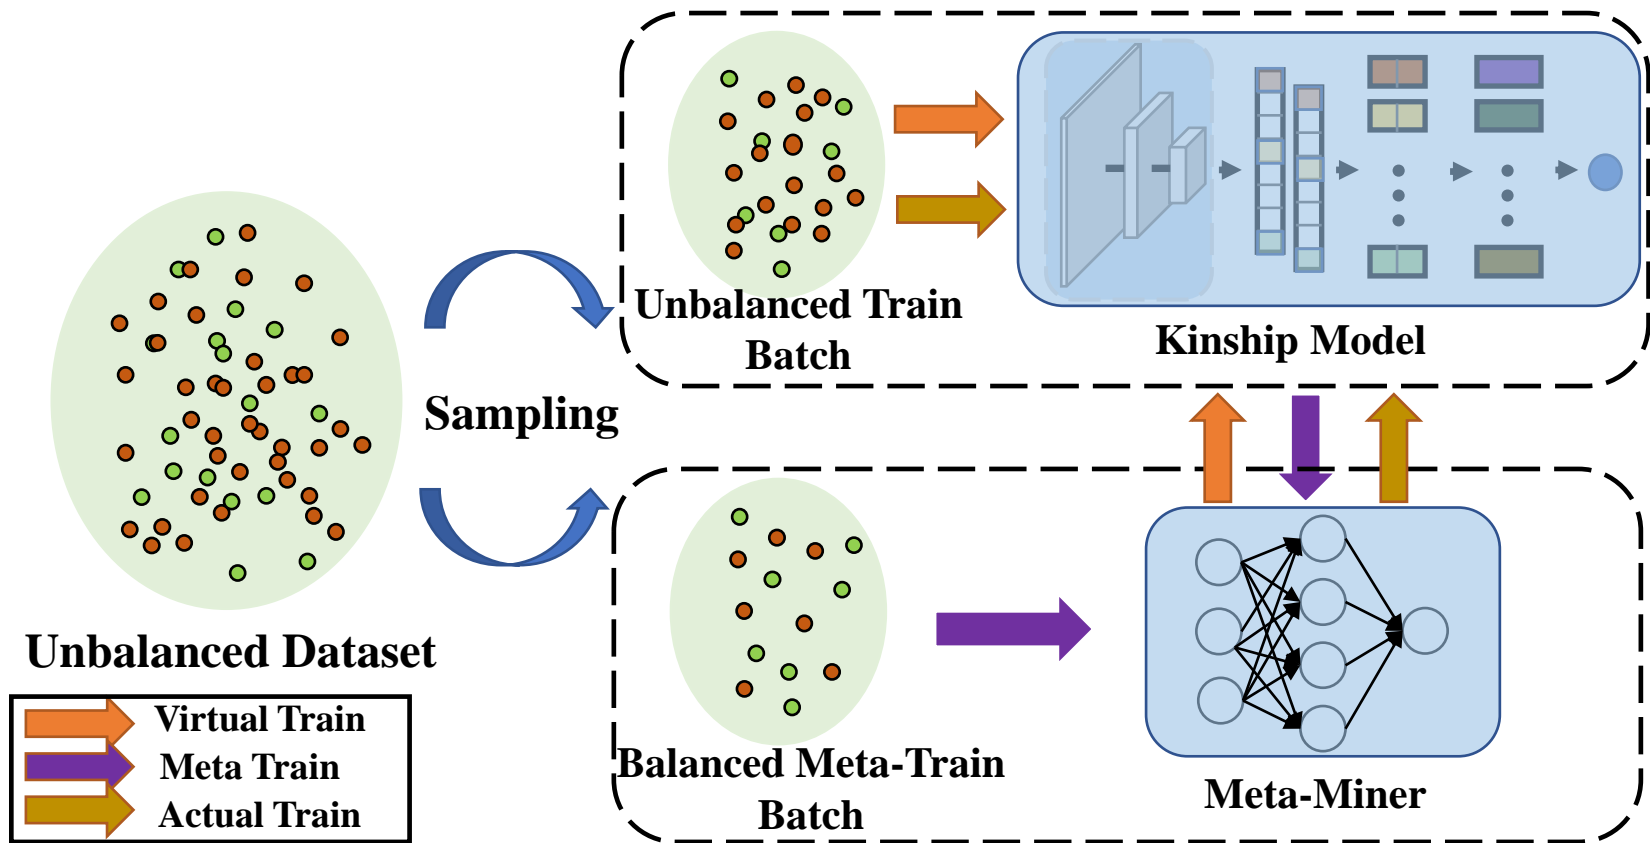 Unbalanced Train
Batch
Kinship Model
Sampling
Unbalanced Dataset
Virtual Train
Meta Train
Actual Train
Balanced Meta-Train
Batch
Meta-Miner